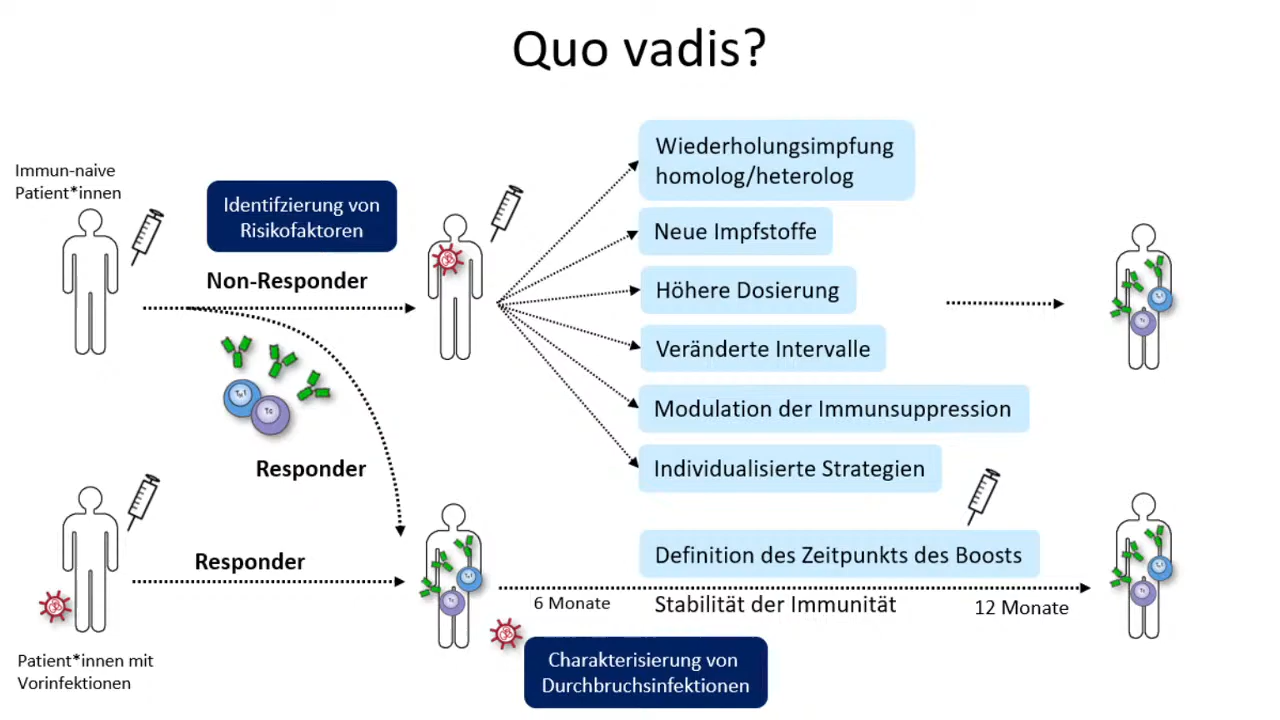 Quo vadis?
Immun-naive
Patient*innen
Identifzierung von
Risikofaktoren
Non-Responder
Wiederholungsimpfung
homolog/heterolog
Neue Impfstoffe
Höhere Dosierung
Veränderte Intervalle
Modulation der Immunsuppression
Individualisierte Strategien
Responder
Responder
Definition des Zeitpunkts des Boosts
6 Monate
Stabilität der Immunität
12 Monate
Patient*innen mit
Vorinfektionen
Charakterisierung von
Durchbruchsinfektionen